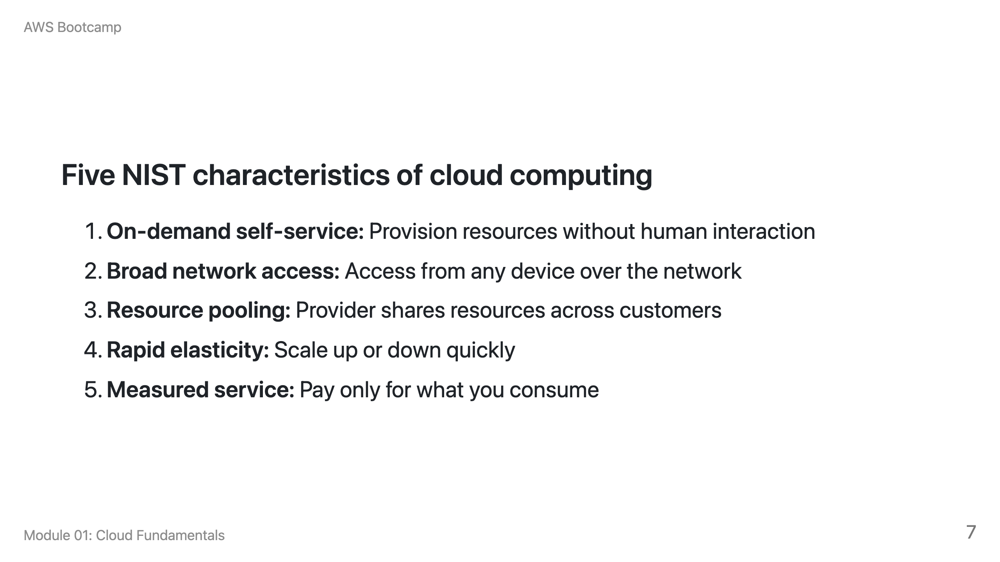 AWS Bootcamp
Five NIST characteristics of cloud computing
1. On-demand self-service: Provision resources without human interaction
2. Broad network access: Access from any device over the network
3. Resource pooling: Provider shares resources across customers
4. Rapid elasticity: Scale up or down quickly
5. Measured service: Pay only for what you consume
Module 01: Cloud Fundamentals
7